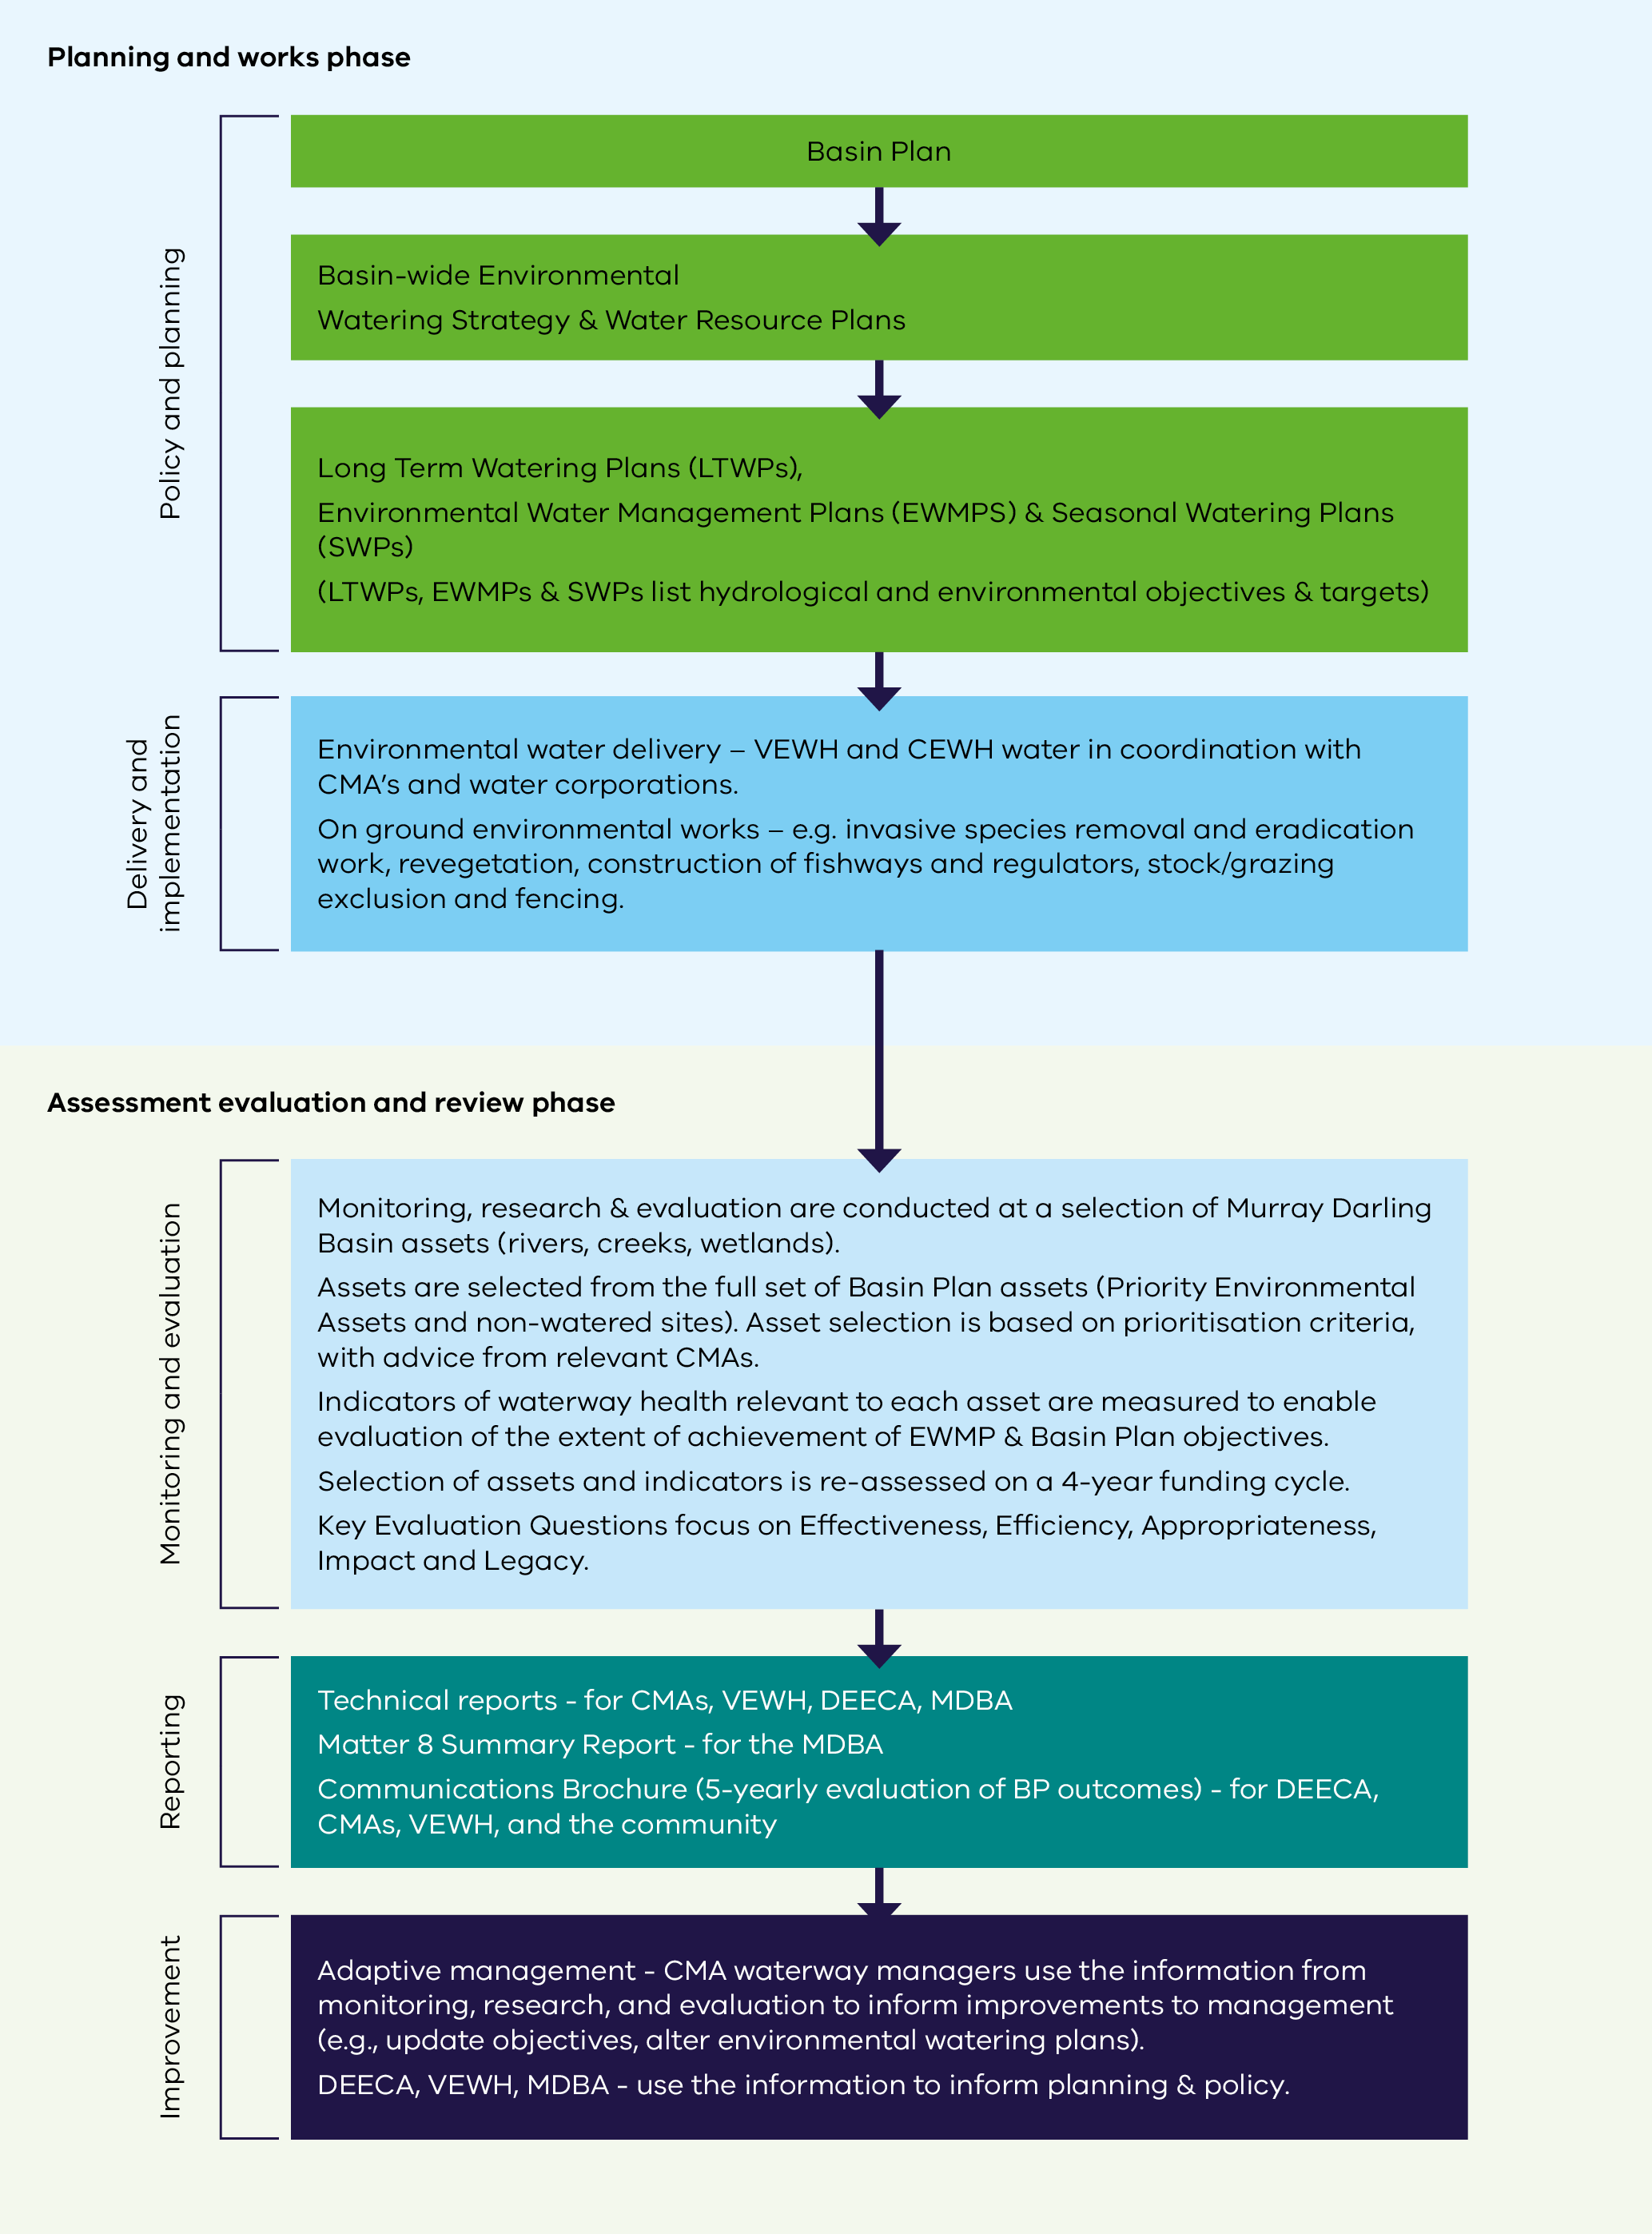 Planning and works phase
Policy and planning
Basin Plan
Basin-wide Environmental
Watering Strategy & Water Resource Plans
Long Term Watering Plans (LTWPs),
Environmental Water Management Plans (EWMPS) & Seasonal Watering Plans
(SWPs)
(LTWPs, EWMPs & SWPs list hydrological and environmental objectives & targets)
Delivery and
implementation
Environmental water delivery – VEWH and CEWH water in coordination with
CMA’s and water corporations.
On ground environmental works – e.g. invasive species removal and eradication
work, revegetation, construction of fishways and regulators, stock/grazing
exclusion and fencing.
Assessment evaluation and review phase
Monitoring and evaluation
Monitoring, research & evaluation are conducted at a selection of Murray Darling
Basin assets (rivers, creeks, wetlands).
Assets are selected from the full set of Basin Plan assets (Priority Environmental
Assets and non-watered sites). Asset selection is based on prioritisation criteria,
with advice from relevant CMAs.
Indicators of waterway health relevant to each asset are measured to enable
evaluation of the extent of achievement of EWMP & Basin Plan objectives.
Selection of assets and indicators is re-assessed on a 4-year funding cycle.
Key Evaluation Questions focus on Effectiveness, Efficiency, Appropriateness,
Impact and Legacy.
Reporting
Technical reports - for CMAs, VEWH, DEECA, MDBA
Matter 8 Summary Report - for the MDBA
Communications Brochure (5-yearly evaluation of BP outcomes) - for DEECA,
CMAs, VEWH, and the community
Improvement
Adaptive management - CMA waterway managers use the information from
monitoring, research, and evaluation to inform improvements to management
(e.g., update objectives, alter environmental watering plans).
DEECA, VEWH, MDBA - use the information to inform planning & policy.